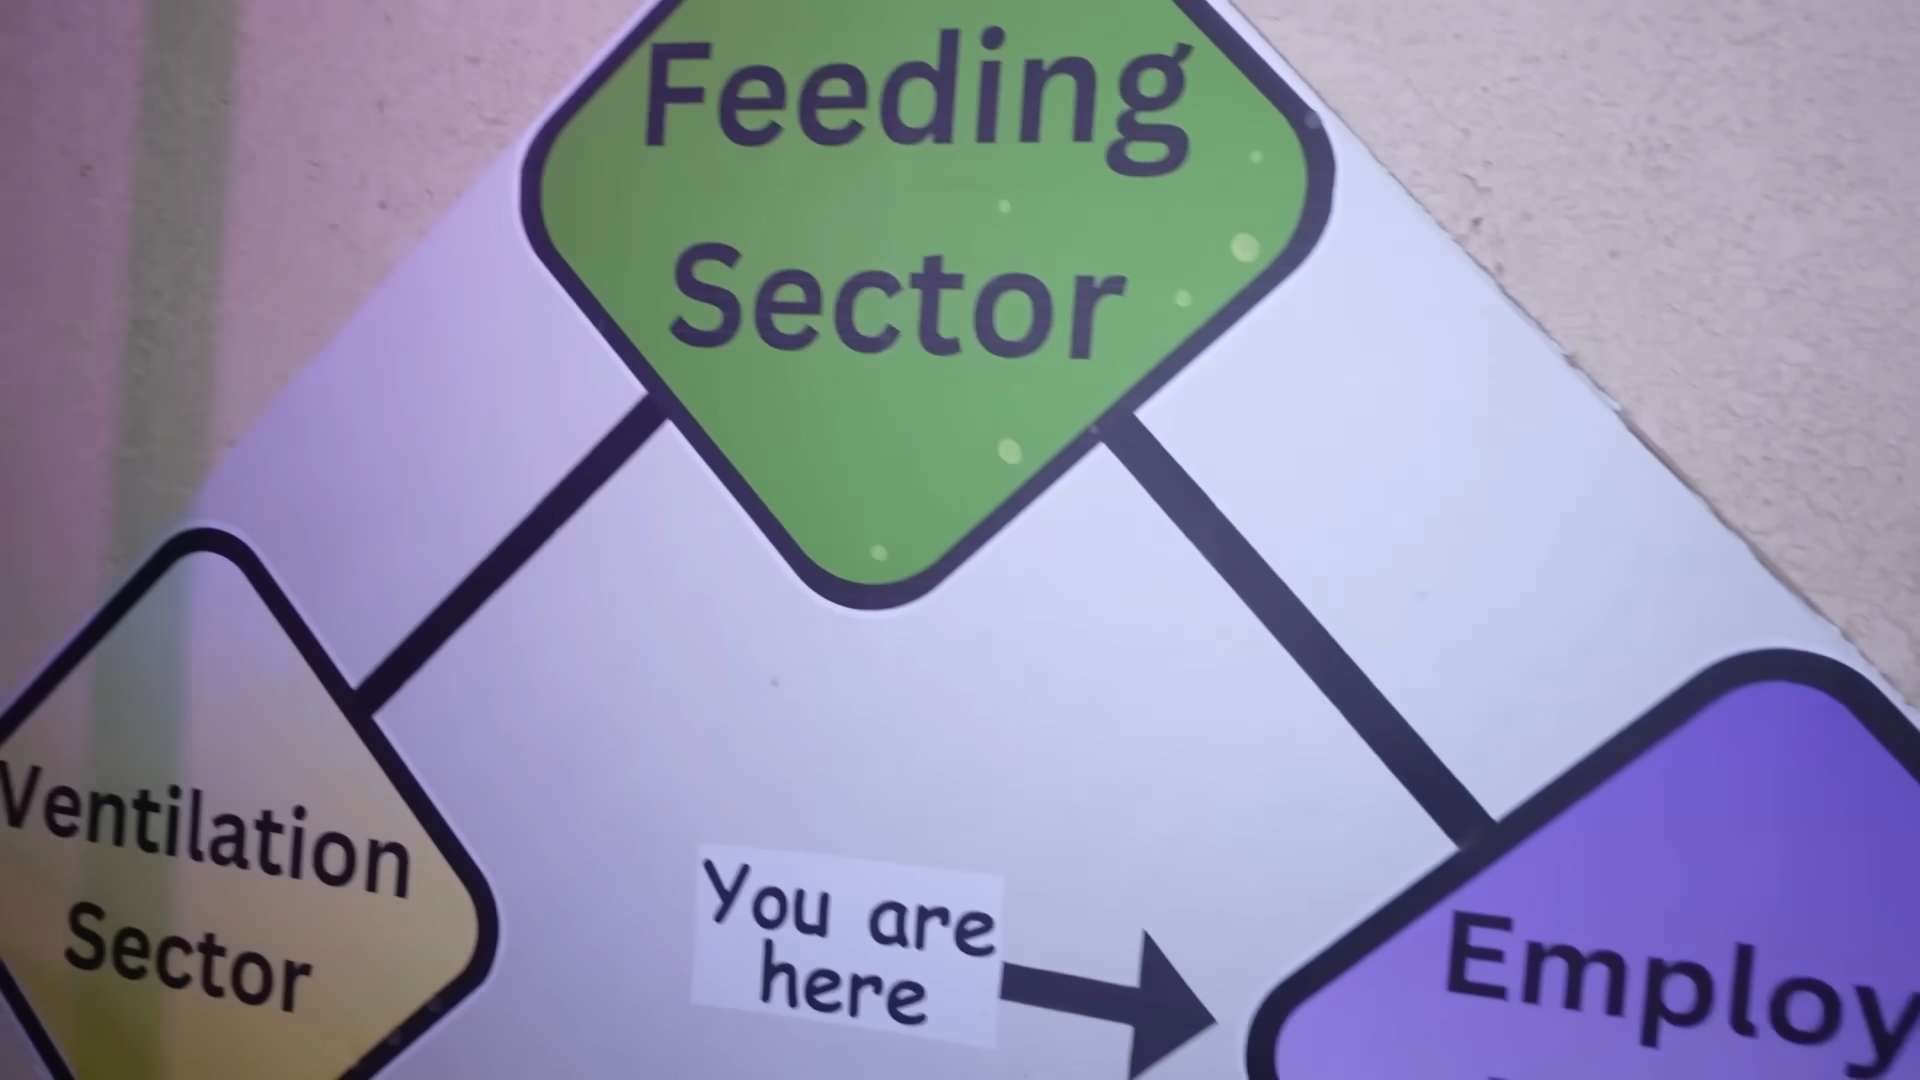 Feeding
Sector
Ventilation
Sector
You are
here
Employ